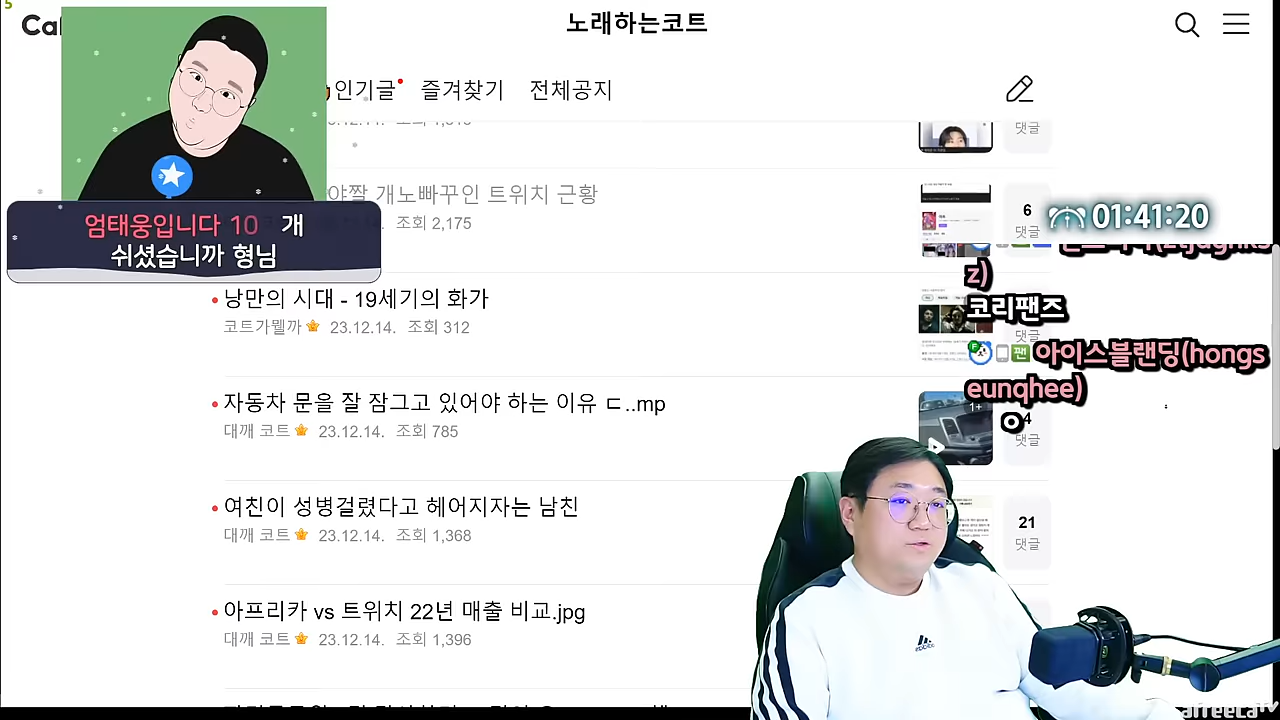 노래하는코트
인기글 즐겨찾기 전체공지
댓글
야짤 개노빠꾸인 트위치 근황
조회 2,175
6
댓글
01:41:20
엄태웅입니다 10 개
쉬셨습니까 형님
z)
코리팬즈
낭만의 시대 - 19세기의 화가
코트가뭴까 23.12.14. 조회 312
댓글
팬 아이스블랜딩(hongs
eunqhee)
ㅇ
자동차 문을 잘 잠그고 있어야 하는 이유 ㄷ..mp
대깨 코트 23.12.14. 조회 785
1+
4
댓글
여친이 성병걸렸다고 헤어지자는 남친
대깨 코트 23.12.14. 조회 1,368
21
댓글
아프리카 vs 트위치 22년 매출 비교.jpg
대깨 코트 23.12.14. 조회 1,396
adidas